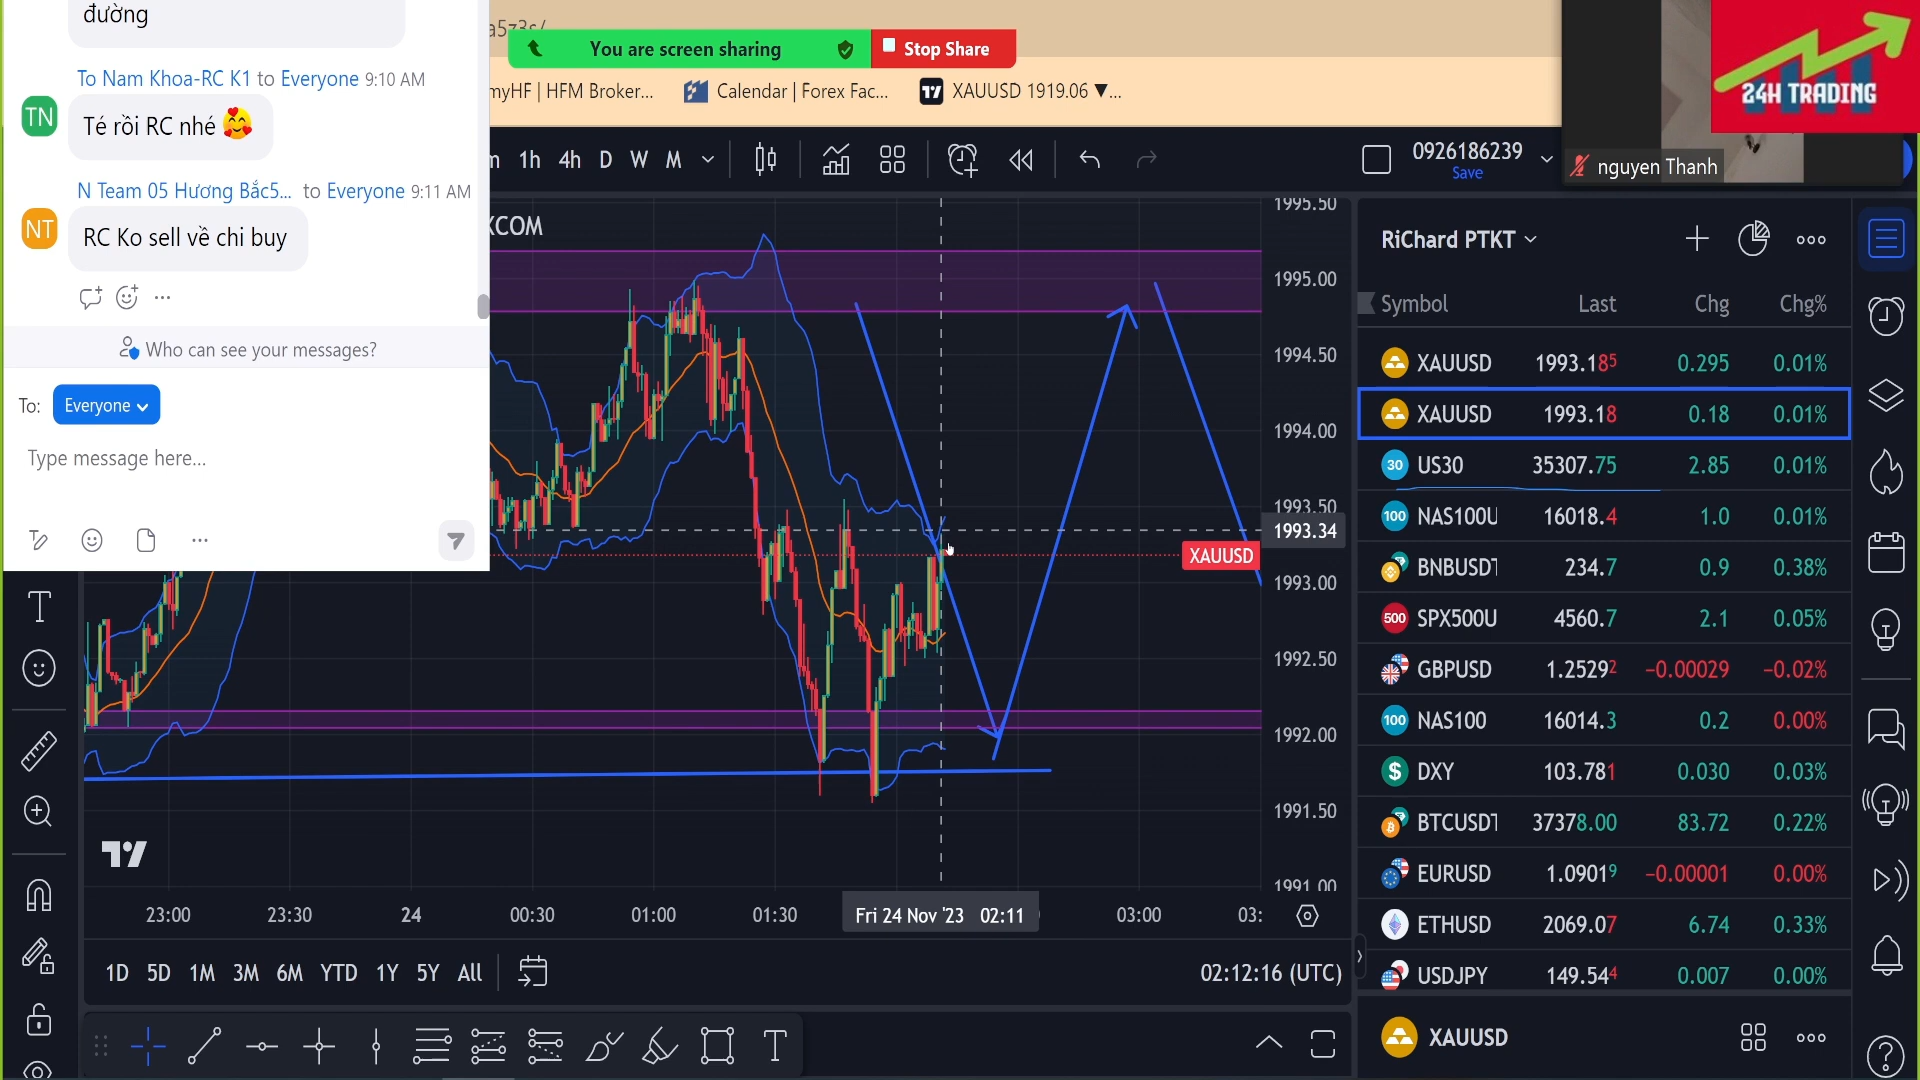 đường
To Nam Khoa-RC K1 to Everyone 9:10 AM
TN
Té rồi RC nhé 🥰
N Team 05 Hương Bắc5... to Everyone 9:11 AM
NT
RC Ko sell về chi buy
Who can see your messages?
To: Everyone
Type message here...
a5z3s/
You are screen sharing
Stop Share
myHF | HFM Broker...
Calendar | Forex Fac...
XAUUSD 1919.06 ▼...
24H TRADING
nguyen Thanh
m 1h 4h D W M
0926186239
Save
XCOM
1995.50
1995.00
1994.50
1994.00
1993.50
1993.34
XAUUSD
1993.00
1992.50
1992.00
1991.50
1991.00
23:00 23:30 24 00:30 01:00 01:30 Fri 24 Nov '23 02:11 03:00 03:
1D 5D 1M 3M 6M YTD 1Y 5Y All
02:12:16 (UTC)
RiChard PTKT
Symbol Last Chg Chg%
XAUUSD 1993.185 0.295 0.01%
XAUUSD 1993.18 0.18 0.01%
30 US30 35307.75 2.85 0.01%
100 NAS100U 16018.4 1.0 0.01%
BNBUSDT 234.7 0.9 0.38%
500 SPX500U 4560.7 2.1 0.05%
GBPUSD 1.25292 −0.00029 −0.02%
100 NAS100 16014.3 0.2 0.00%
$ DXY 103.781 0.030 0.03%
BTCUSDT 37378.00 83.72 0.22%
EURUSD 1.09019 −0.00001 0.00%
ETHUSD 2069.07 6.74 0.33%
USDJPY 149.544 0.007 0.00%
XAUUSD